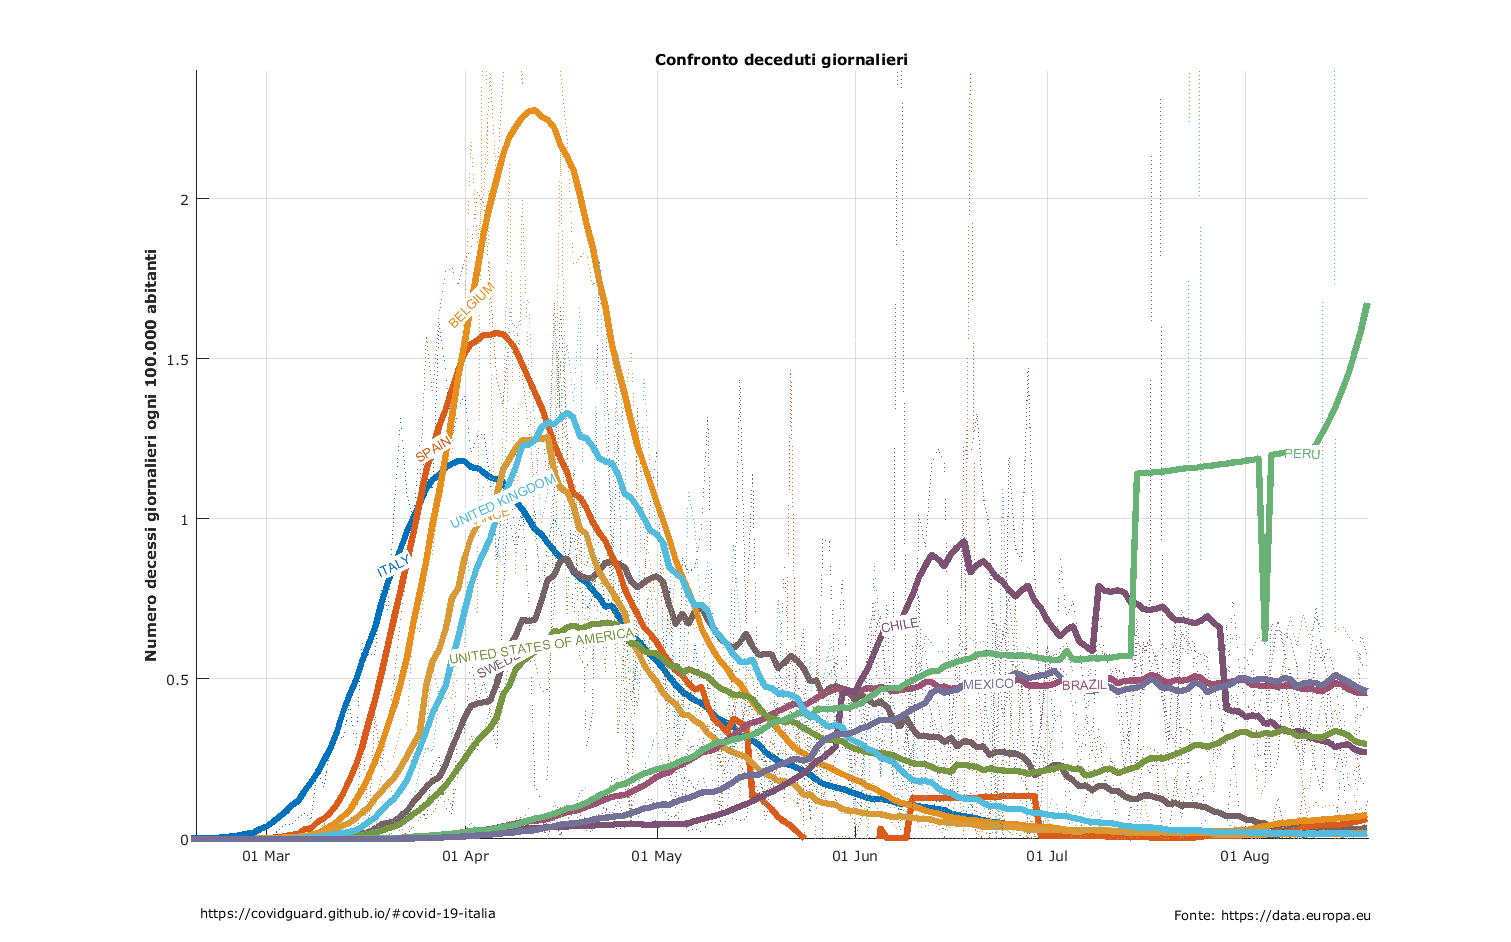 Confronto deceduti giornalieri
Numero decessi giornalieri ogni 100.000 abitanti
2
1.5
1
0.5
0
BELGIUM
SPAIN
ITALY
UNITED KINGDOM
UNITED STATES OF AMERICA
CHILE
MEXICO
BRAZIL
PERU
01 Mar
01 Apr
01 May
01 Jun
01 Jul
01 Aug
https://covidguard.github.io/#covid-19-italia
Fonte: https://data.europa.eu